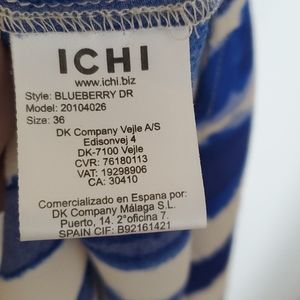 ICHI
www.ichi.biz
Style: BLUEBERRY DR
Model: 20104026
Size: 36
DK Company Vejle A/S
Edisonvej 4
DK-7100 Vejle
CVR: 76180113
VAT: 19298906
CA: 30410
Comercializado en Espana por:
DK Company Málaga S.L.
Puerto, 14. 2°oficina 7.
SPAIN CIF: B92161421